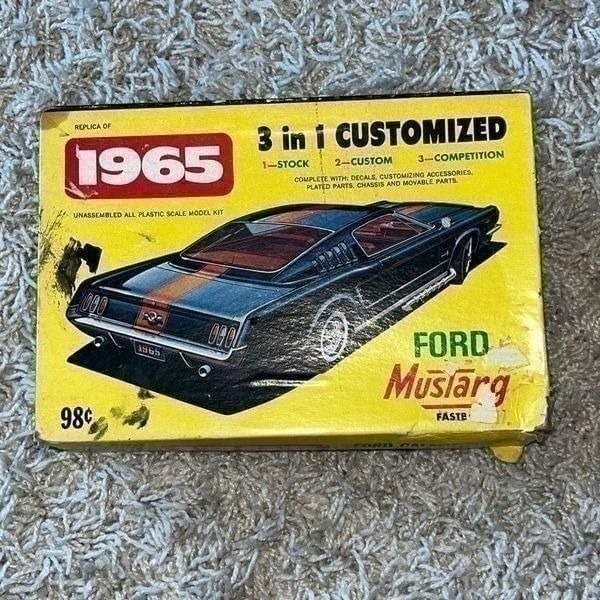 REPLICA OF
1965
UNASSEMBLED ALL PLASTIC SCALE MODEL KIT
3 in 1 CUSTOMIZED
1—STOCK 2—CUSTOM 3—COMPETITION
COMPLETE WITH: DECALS, CUSTOMIZING ACCESSORIES,
PLATED PARTS, CHASSIS AND MOVABLE PARTS.
1965
FORD
Mustang
98¢
FORD